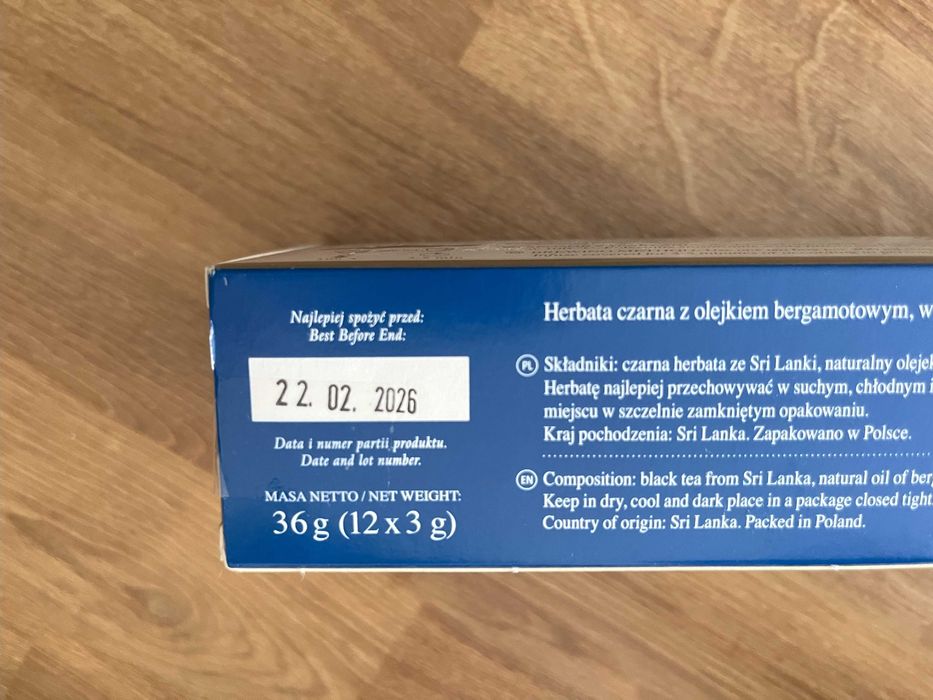 Najlepiej spożyć przed:
Best Before End:
22. 02. 2026
Data i numer partii produktu.
Date and lot number.
MASA NETTO / NET WEIGHT:
36 g (12 x 3 g)
Herbata czarna z olejkiem bergamotowym,
PL Składniki: czarna herbata ze Sri Lanki, naturalny
Herbatę najlepiej przechowywać w suchym, chłodnym i
miejscu w szczelnie zamkniętym opakowaniu.
Kraj pochodzenia: Sri Lanka. Zapakowano w Polsce.
EN Composition: black tea from Sri Lanka, natural oil of
Keep in dry, cool and dark place in a package closed
Country of origin: Sri Lanka. Packed in Poland.